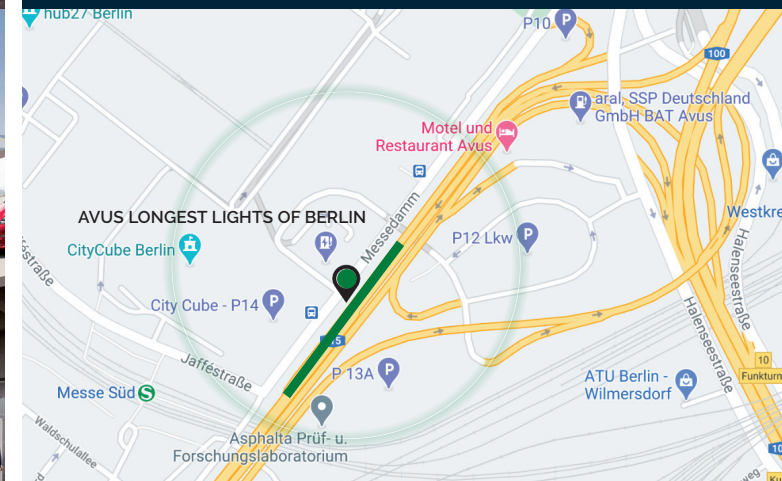 hub27 Berlin
P10
P
100
aral, SSP Deutschland
GmbH BAT Avus
Motel und
Restaurant Avus
Westkre
AVUS LONGEST LIGHTS OF BERLIN
Messedamm
P12 Lkw
P
CityCube Berlin
City Cube - P14
P
Halenseestraße
Halenseestraße
Jafféstraße
P 13A
P
ATU Berlin -
Wilmersdorf
10
Funkturm
Messe Süd
S
Waldschulallee
Asphalta Prüf- u.
Forschungslaboratorium